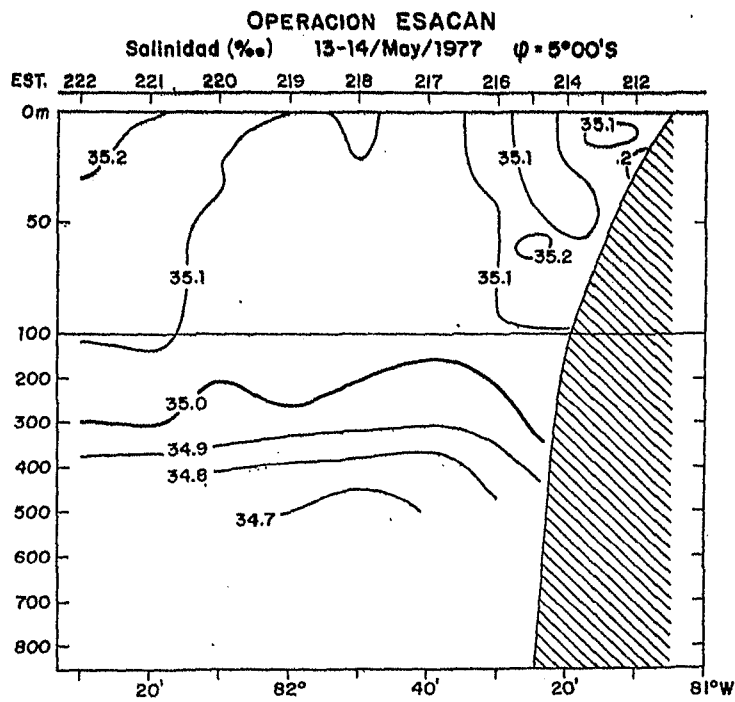 OPERACION ESACAN
Salinidad (‰) 13-14/May/1977 φ = 5°00'S
EST. 222 221 220 219 218 217 216 214 212
0m
35.1
35.2 35.1 .2
50
35.2
35.1 35.1
100
200
35.0
300
34.9
400
34.8
500 34.7
600
700
800
20' 82° 40' 20' 81°W